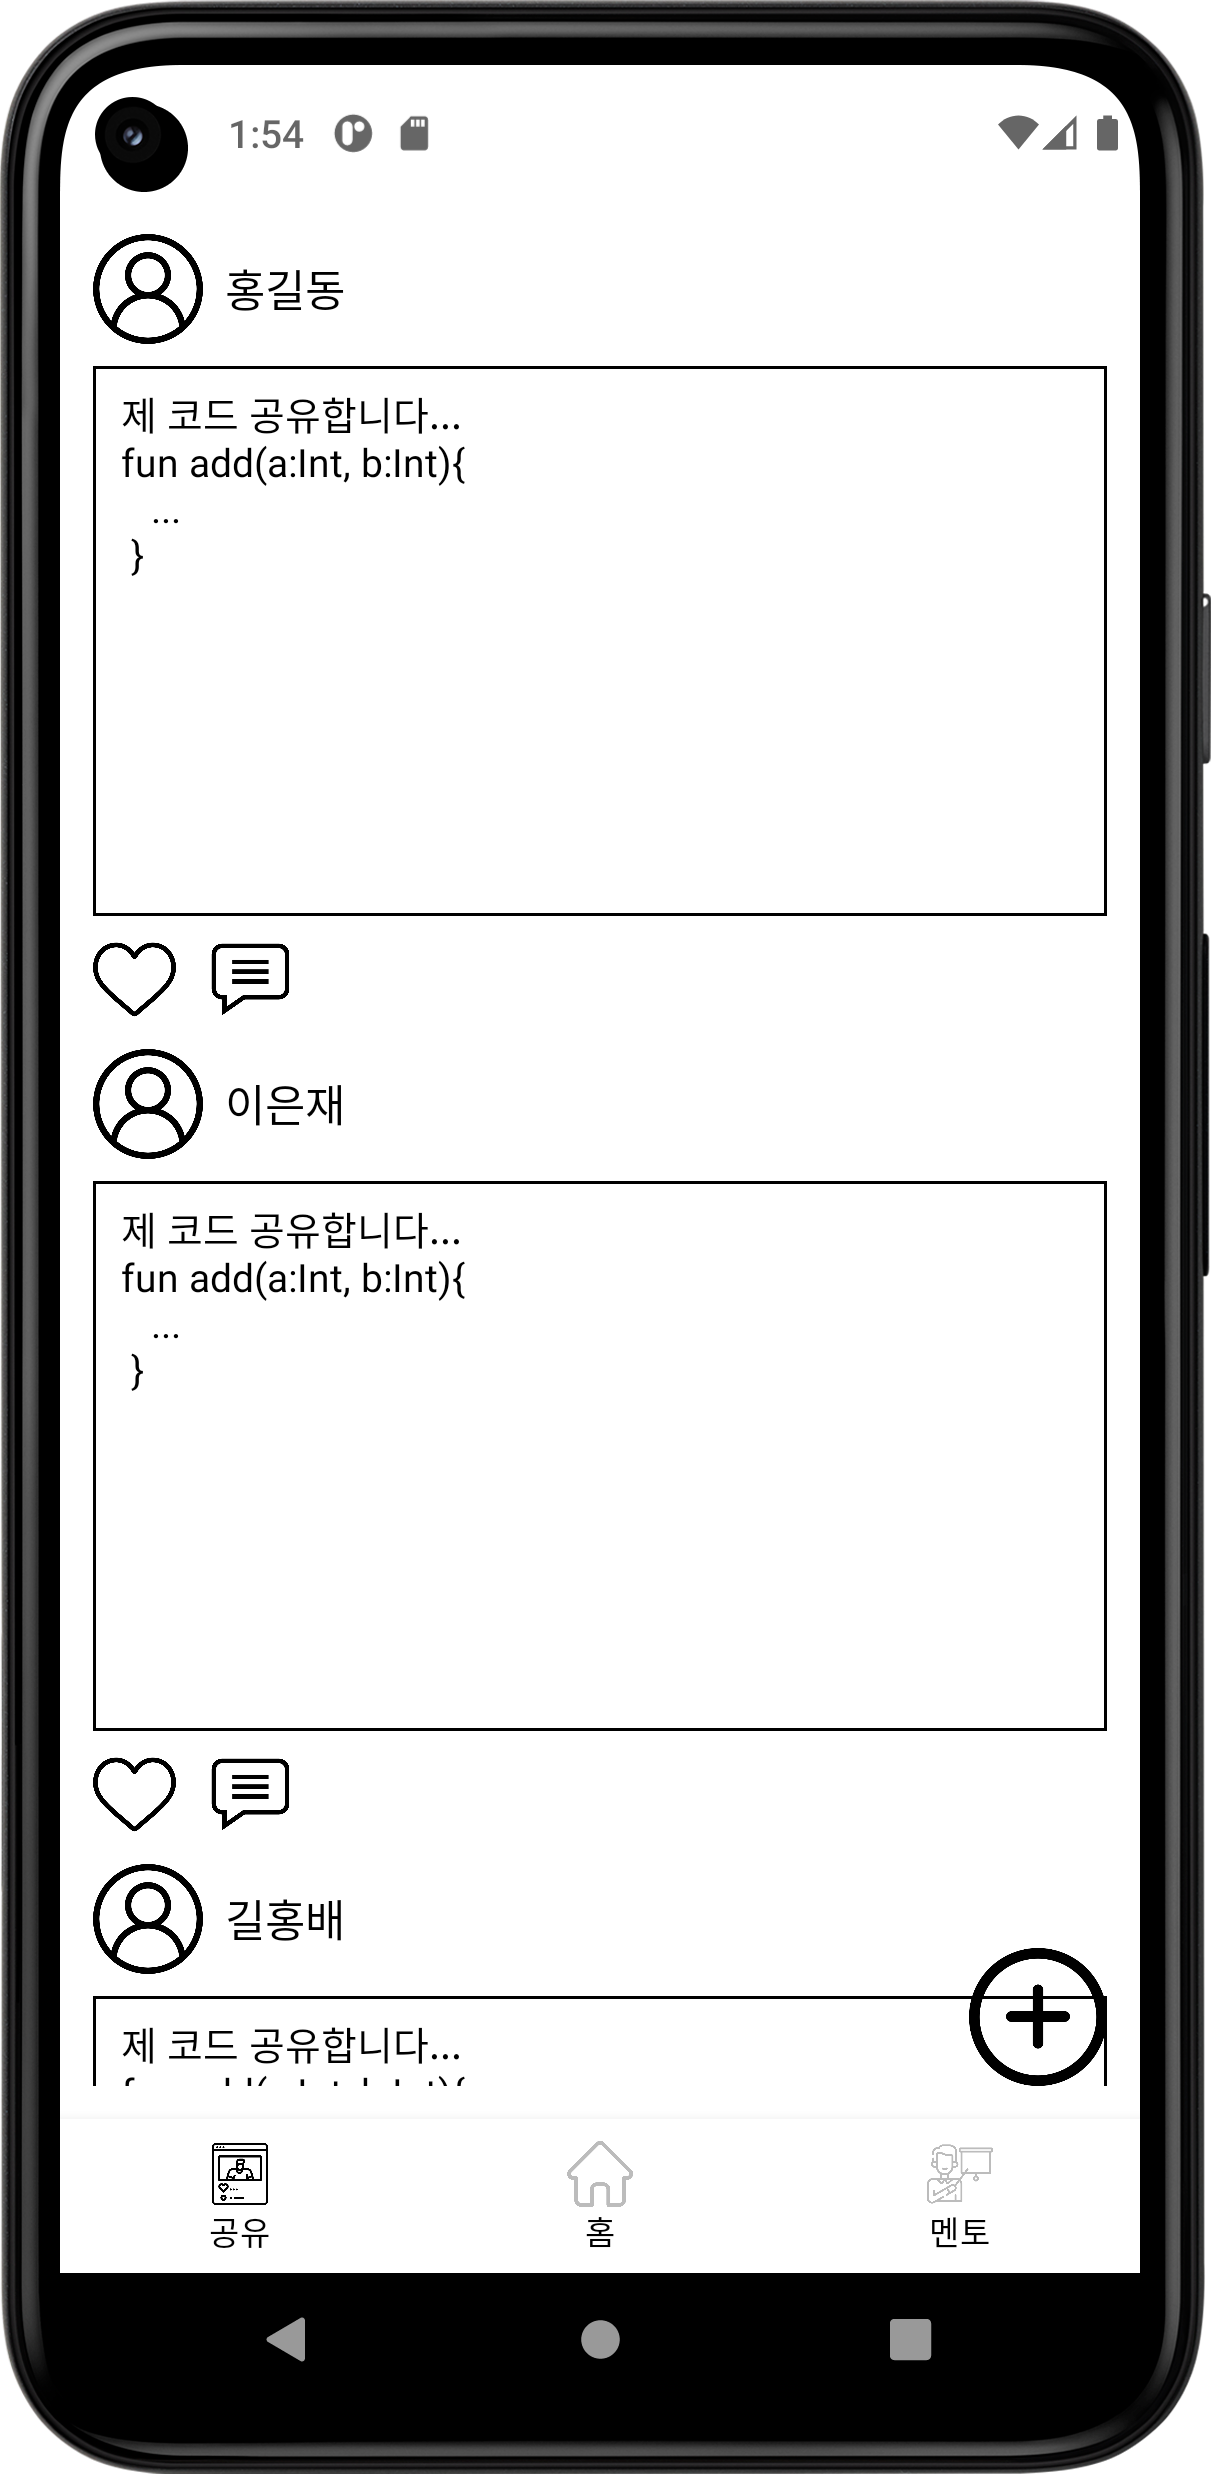 1:54
홍길동
제 코드 공유합니다...
fun add(a:Int, b:Int){
...
}
이은재
제 코드 공유합니다...
fun add(a:Int, b:Int){
...
}
길홍배
제 코드 공유합니다...
공유
홈
멘토